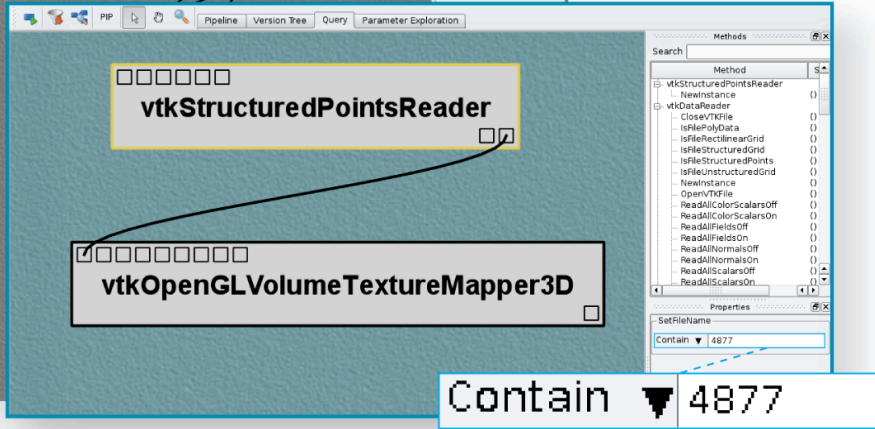 PIP Pipeline Version Tree Query Parameter Exploration
vtkStructuredPointsReader
vtkOpenGLVolumeTextureMapper3D
Methods
Search
Method S
vtkStructuredPointsReader
NewInstance ()
vtkDataReader
CloseVTKFile ()
IsFilePolyData ()
IsFileRectilinearGrid ()
IsFileStructuredGrid ()
IsFileStructuredPoints ()
IsFileUnstructuredGrid ()
NewInstance ()
OpenVTKFile ()
ReadAllColorScalarsOff ()
ReadAllColorScalarsOn ()
ReadAllFieldsOff ()
ReadAllFieldsOn ()
ReadAllNormalsOff ()
ReadAllNormalsOn ()
ReadAllScalarsOff ()
ReadAllScalarsOn ()
Properties
SetFileName
Contain 4877
Contain 4877